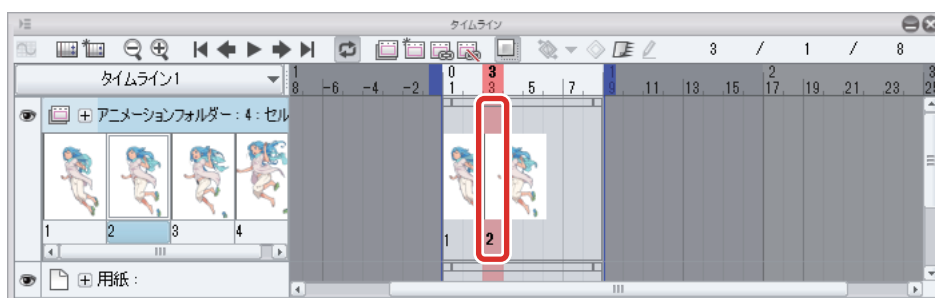 タイムライン
3 / 1 / 8
タイムライン1
1 0 3 1 2 3
8 -6 -4 -2 1 3 5 7 9 11 13 15 17 19 21 23 25
アニメーションフォルダー : 4 : セル
1 2 3 4
1 2
用紙 :